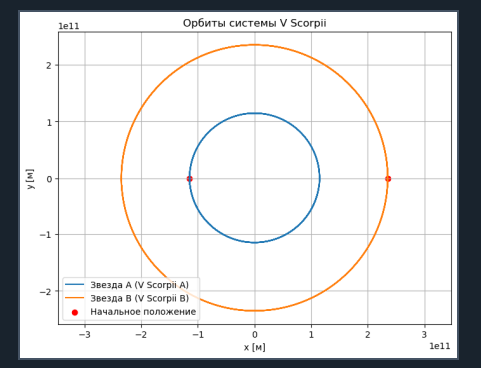 Орбиты системы V Scorpii
1e11
2
1
0
−1
−2
y [м]
Звезда A (V Scorpii A)
Звезда B (V Scorpii B)
Начальное положение
−3 −2 −1 0 1 2 3
x [м]
1e11